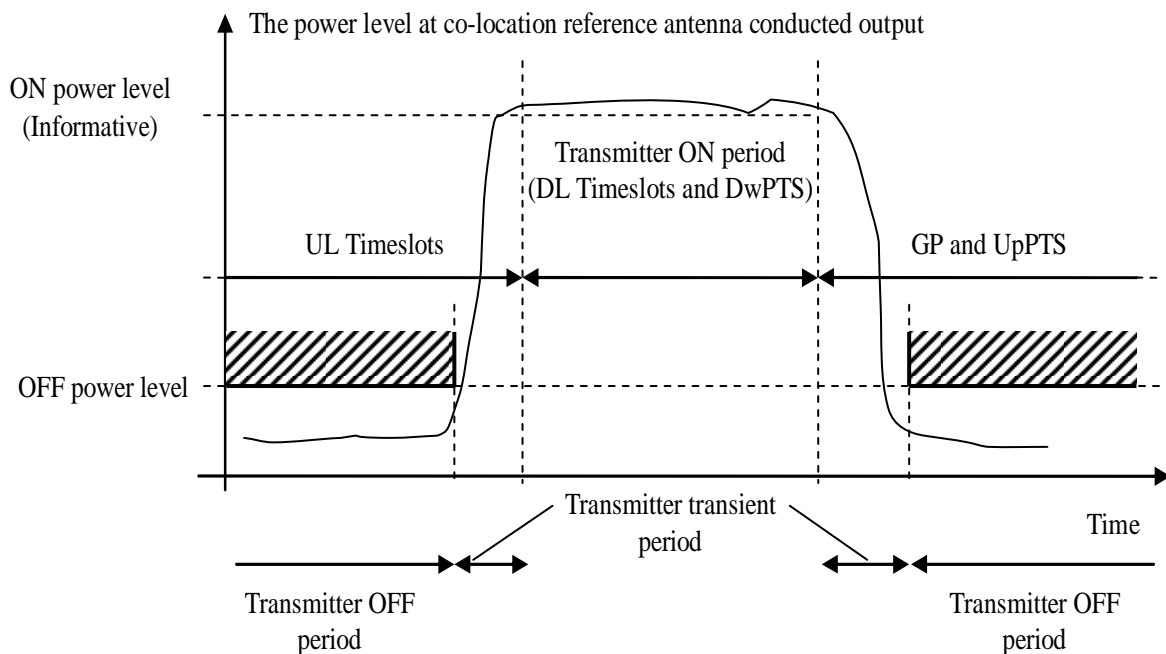 The power level at co-location reference antenna conducted output
ON power level
(Informative)
Transmitter ON period
(DL Timeslots and DwPTS)
UL Timeslots
GP and UpPTS
OFF power level
Transmitter transient
period
Time
Transmitter OFF
period
Transmitter OFF
period